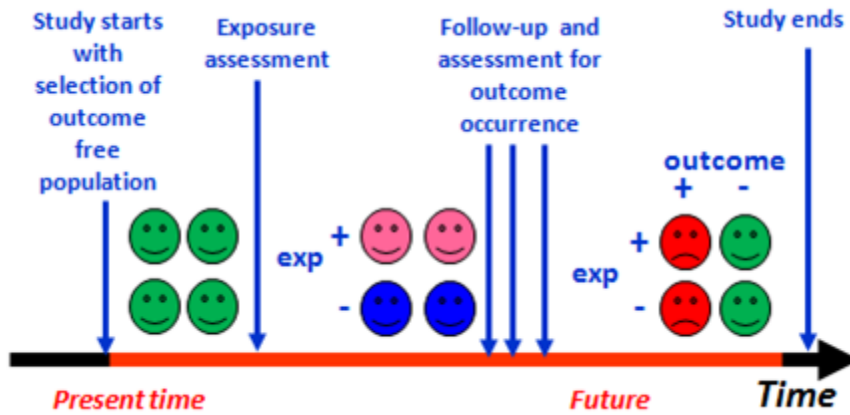 Study starts
with
selection of
outcome
free
population
Exposure
assessment
Follow-up and
assessment for
outcome
occurrence
Study ends
exp
+
-
outcome
+ -
exp
+
-
Present time
Future
Time